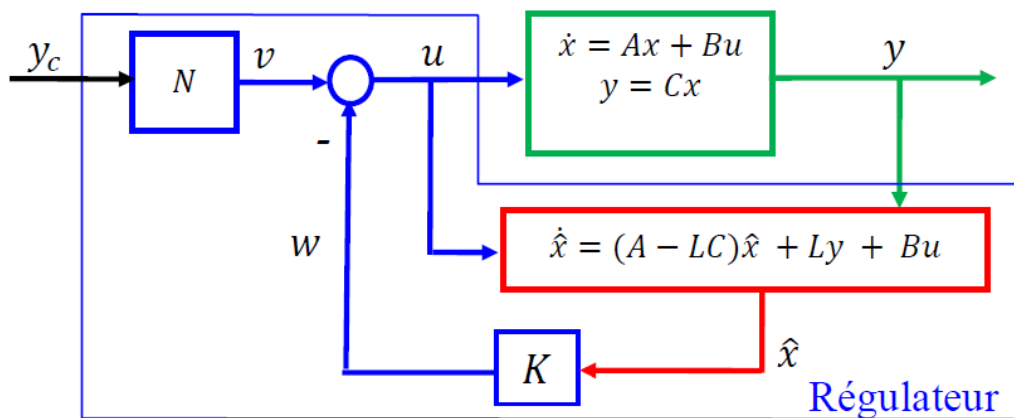 y_c
N
v
-
u
ẋ = Ax + Bu
y = Cx
y
w
x̂̇ = (A − LC)x̂ + Ly + Bu
K
x̂
Régulateur